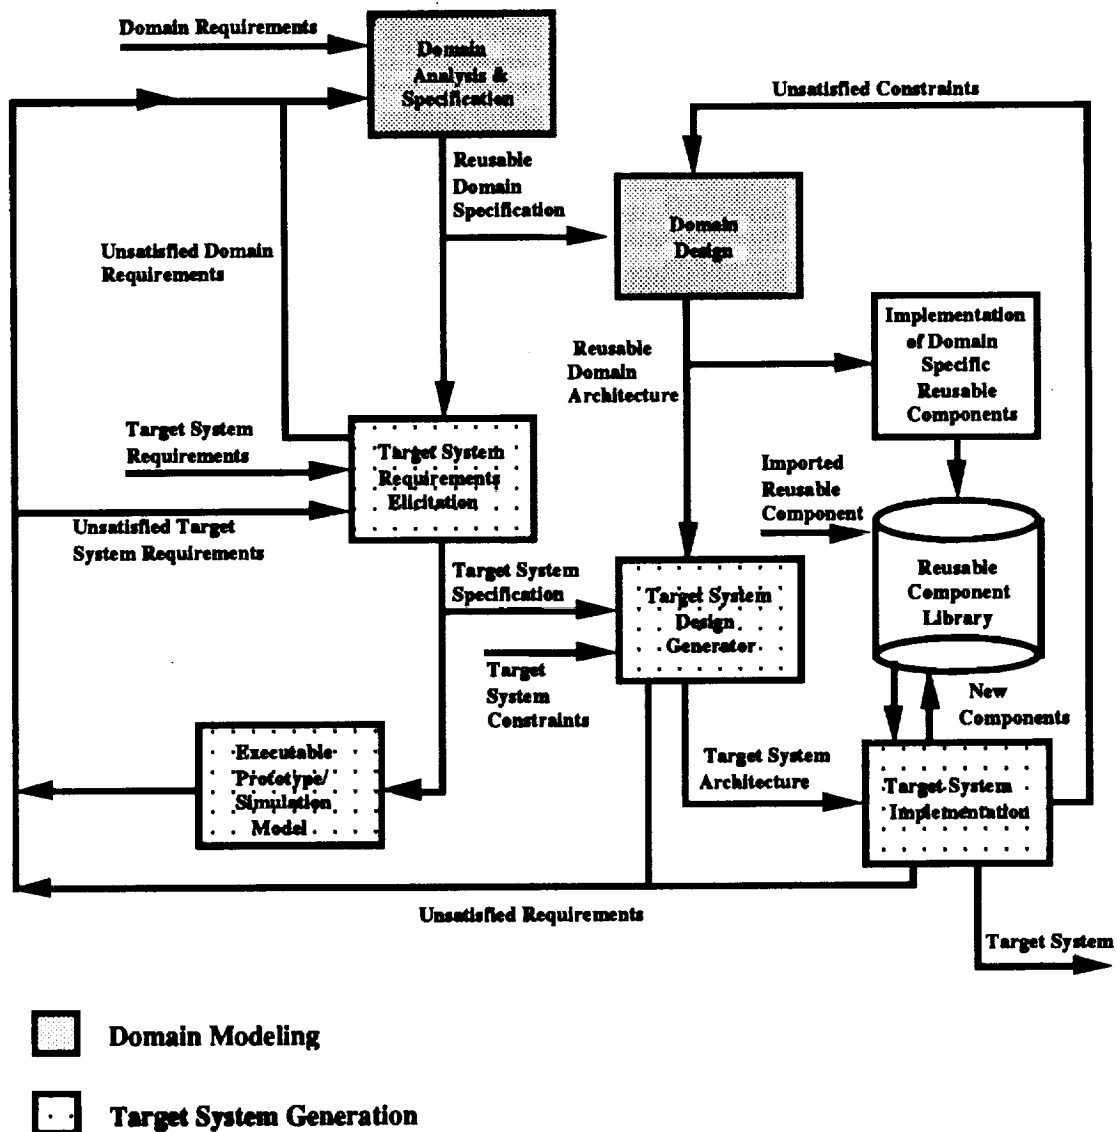 Domain Requirements
Domain
Analysis &
Specification
Unsatisfied Constraints
Reusable
Domain
Specification
Domain
Design
Unsatisfied Domain
Requirements
Implementation
of Domain
Specific
Reusable
Components
Reusable
Domain
Architecture
Target System
Requirements
Target System
Requirements
Elicitation
Imported
Reusable
Component
Unsatisfied Target
System Requirements
Reusable
Component
Library
Target System
Specification
Target System
Design
Generator
Target
System
Constraints
New
Components
Executable
Prototype/
Simulation
Model
Target System
Architecture
Target System
Implementation
Unsatisfied Requirements
Target System
Domain Modeling
Target System Generation